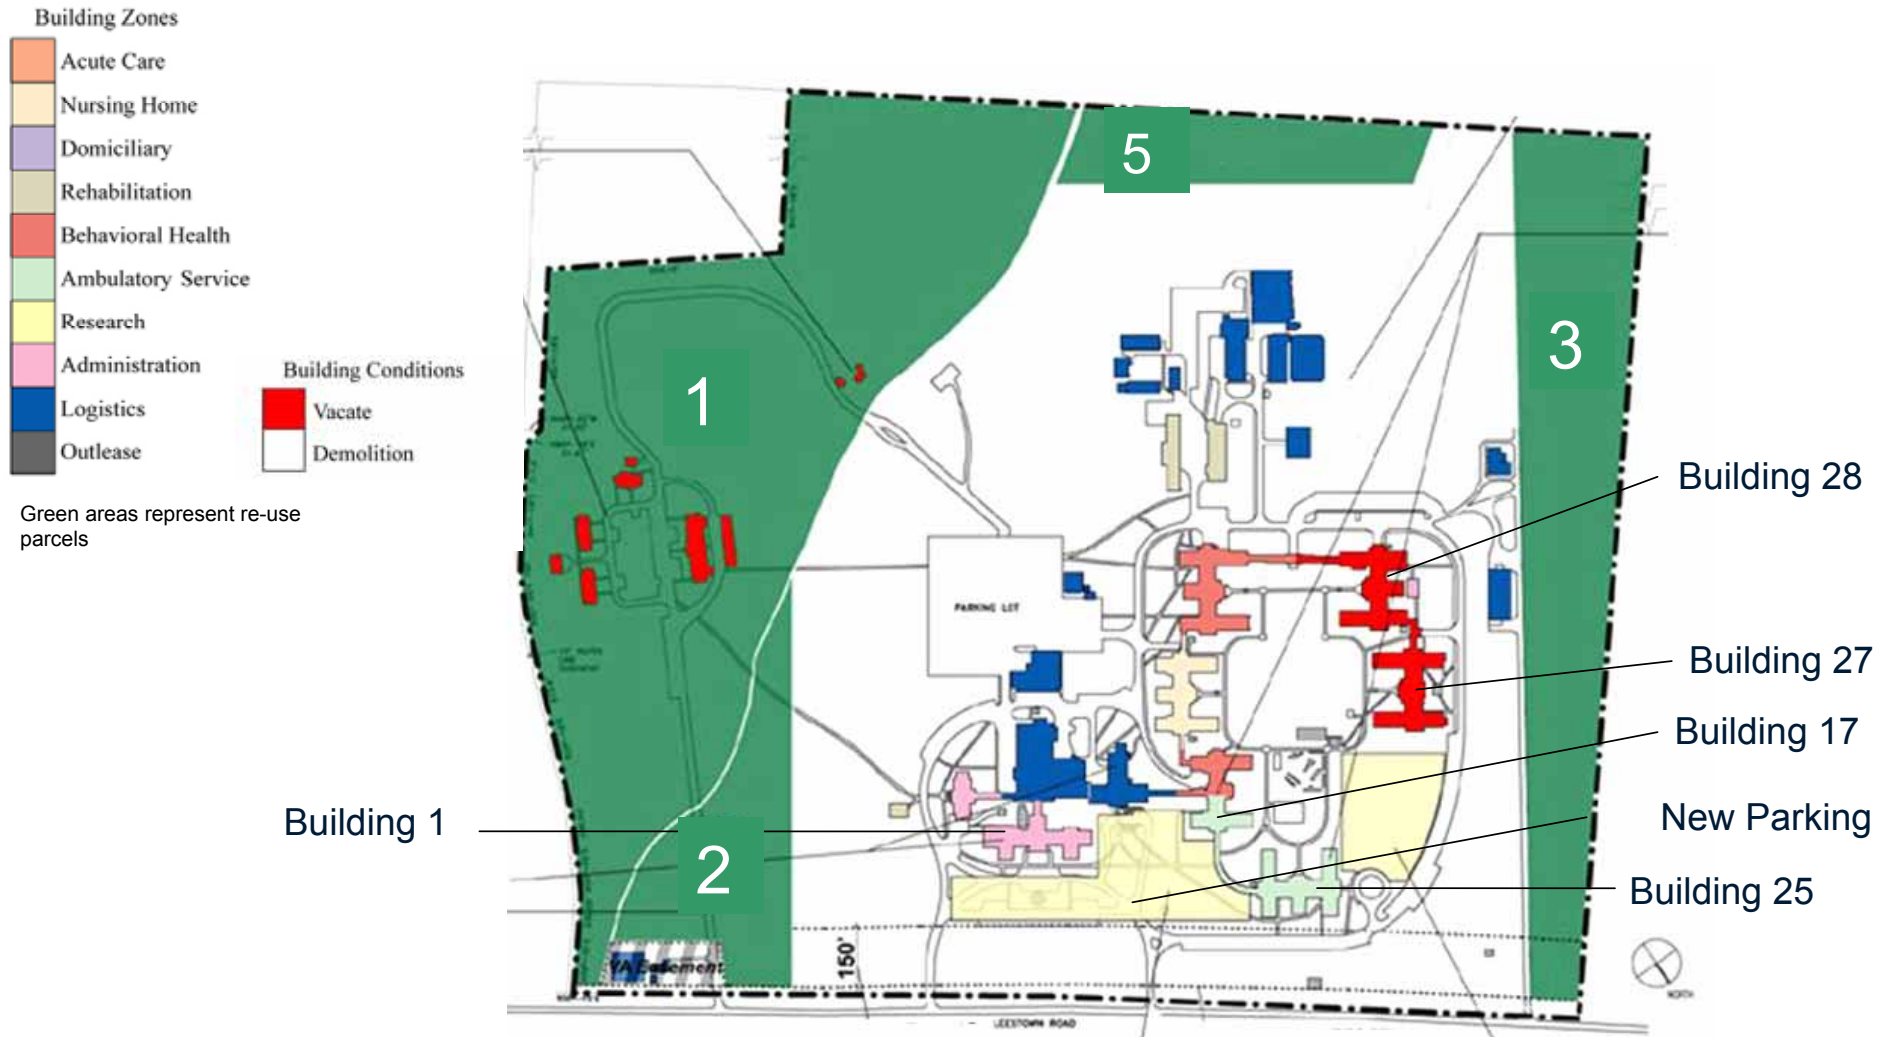 Building Zones
Acute Care
Nursing Home
Domiciliary
Rehabilitation
Behavioral Health
Ambulatory Service
Research
Administration
Logistics
Outlease
Building Conditions
Vacate
Demolition
Green areas represent re-use
parcels
5
3
1
Building 28
PARKING LOT
Building 27
Building 17
New Parking
Building 1
2
Building 25
150'
VA Easement
NORTH
LEESTOWN ROAD